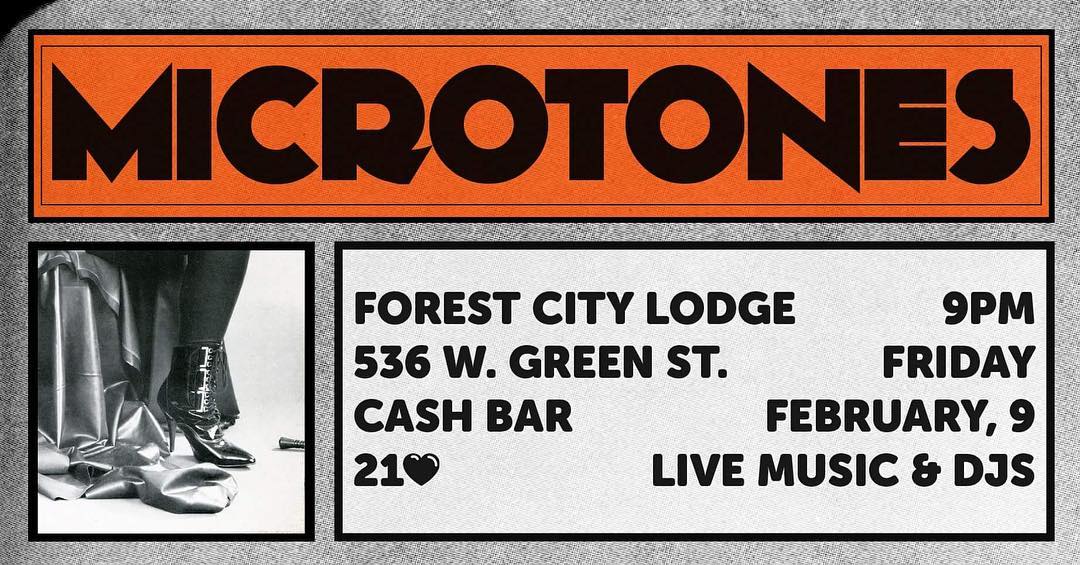 MICROTONES
FOREST CITY LODGE 9PM
536 W. GREEN ST. FRIDAY
CASH BAR FEBRUARY, 9
21🖤 LIVE MUSIC & DJS